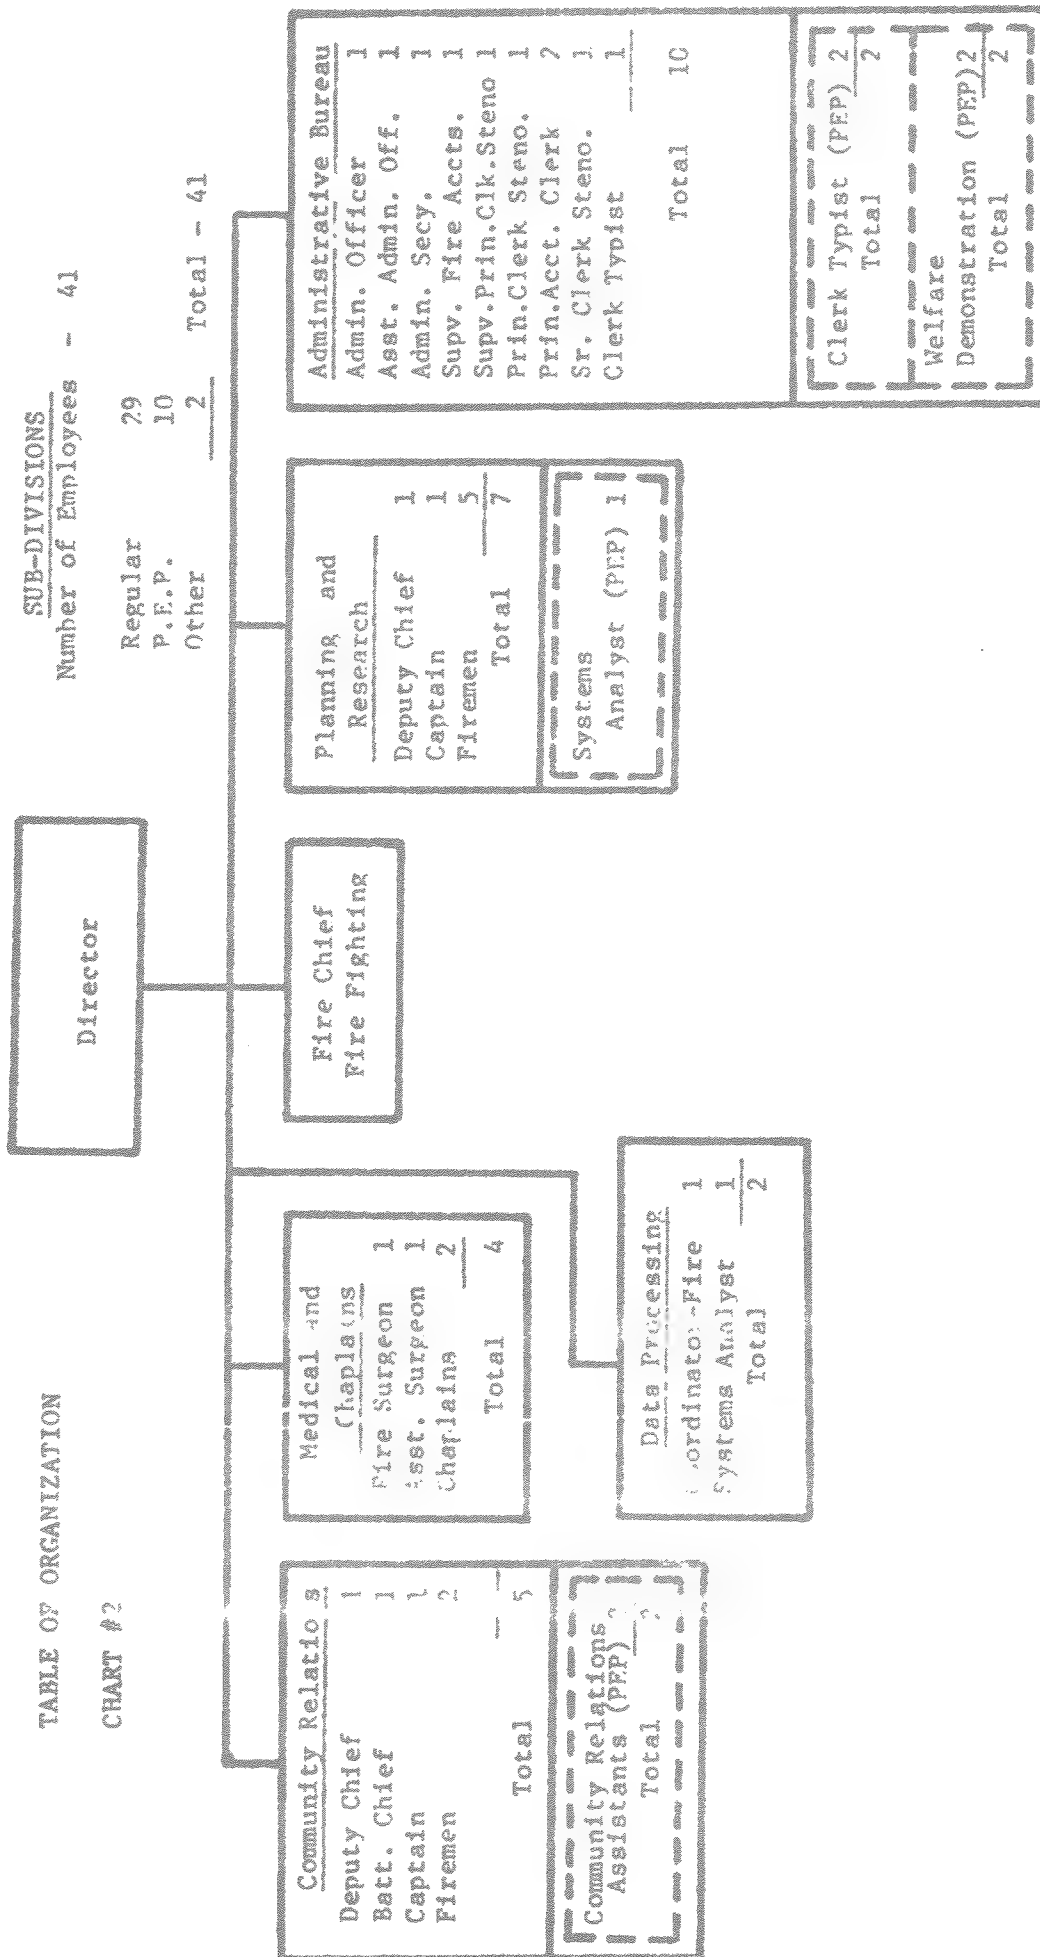 TABLE OF ORGANIZATION
CHART #2
SUB-DIVISIONS
Number of Employees - 41
Regular 29
P.E.P. 10
Other 2 Total - 41
Director
Community Relatio s
Deputy Chief 1
Batt. Chief 1
Captain 1
Firemen 2
Total 5
Community Relations
Assistants (PEP)
Total
Medical and
Chaplains
Fire Surgeon 1
Asst. Surgeon 1
Chaplains 2
Total 4
Data Processing
Coordinator-Fire 1
Systems Analyst 1
Total 2
Fire Chief
Fire Fighting
Planning and
Research
Deputy Chief 1
Captain 1
Firemen 5
Total 7
Systems
Analyst (PEP) 1
Administrative Bureau
Admin. Officer 1
Asst. Admin. Off. 1
Admin. Secy. 1
Supv. Fire Accts. 1
Supv.Prin.Clk.Steno 1
Prin.Clerk Steno. 1
Prin.Acct. Clerk 2
Sr. Clerk Steno. 1
Clerk Typist 1
Total 10
Clerk Typist (PEP) 2
Total 2
Welfare
Demonstration (PEP)2
Total 2